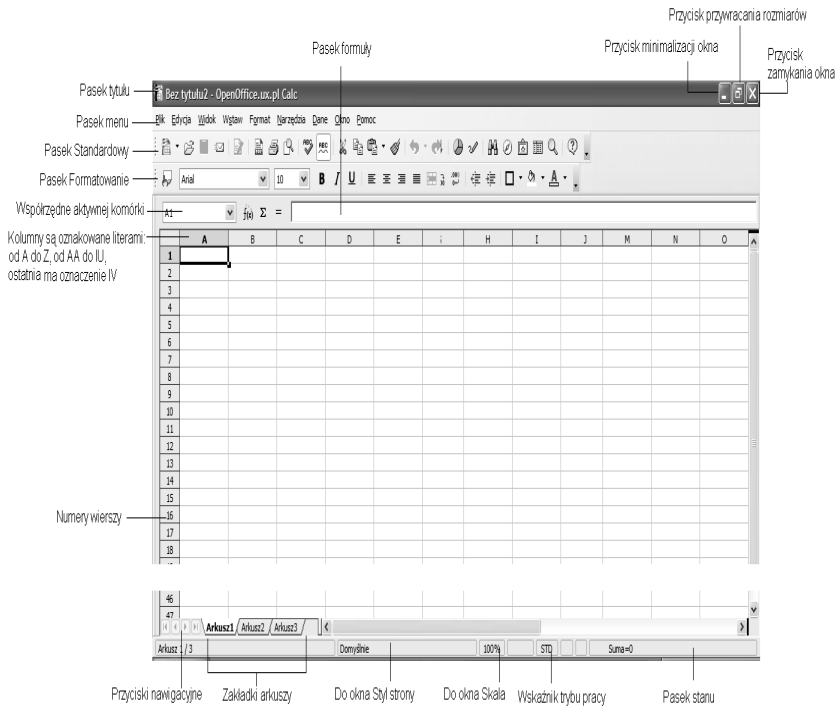 Przycisk przywracania rozmiarów
Pasek formuły
Przycisk minimalizacji okna
Przycisk
zamykania okna
Pasek tytułu
Bez tytułu2 - OpenOffice.ux.pl Calc
Pasek menu
Plik Edycja Widok Wstaw Format Narzędzia Dane Okno Pomoc
Pasek Standardowy
ABC ABC
Pasek Formatowanie
Arial 10 B I U A
Współrzędne aktywnej komórki
A1 f(x) Σ =
Kolumny są oznakowane literami:
od A do Z, od AA do IU,
ostatnia ma oznaczenie IV
A B C D E H I J M N O
1
2
3
4
5
6
7
8
9
10
11
12
13
14
15
Numery wierszy
16
17
18
46
47
Arkusz1 Arkusz2 Arkusz3
Arkusz 1 / 3 Domyślnie 100% STD Suma=0
Przyciski nawigacyjne
Zakładki arkuszy
Do okna Styl strony
Do okna Skala
Wskaźnik trybu pracy
Pasek stanu